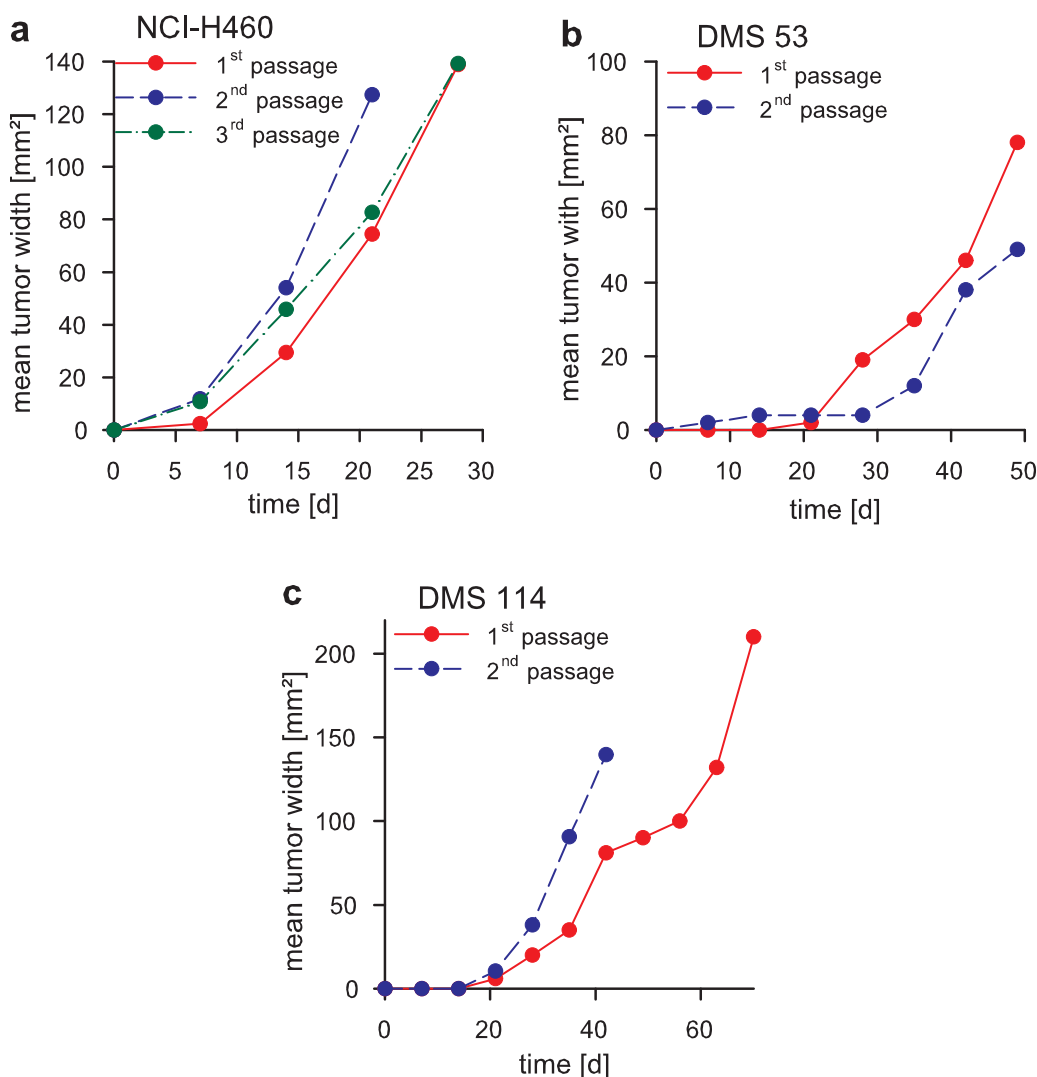 a
NCI-H460
1st passage
2nd passage
3rd passage
mean tumor width [mm²]
140
120
100
80
60
40
20
0
0 5 10 15 20 25 30
time [d]
b
DMS 53
1st passage
2nd passage
mean tumor with [mm²]
100
80
60
40
20
0
0 10 20 30 40 50
time [d]
c
DMS 114
1st passage
2nd passage
mean tumor width [mm²]
200
150
100
50
0
0 20 40 60
time [d]